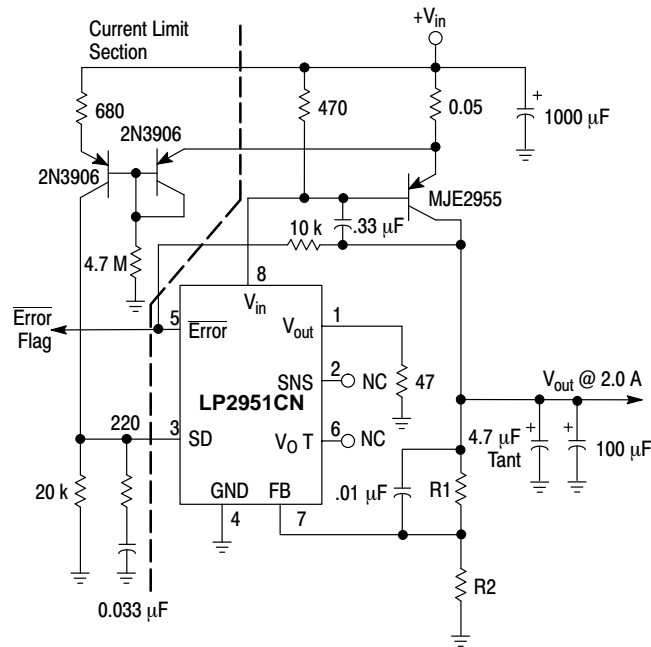 Current Limit
Section
+Vin
680
470
0.05
+
1000 μF
2N3906
2N3906
MJE2955
10 k
.33 μF
4.7 M
8
Vin
Error
Flag
5
Error
Vout
1
SNS
2
NC
47
LP2951CN
Vout @ 2.0 A
220
3
SD
VO T
6
NC
4.7 μF
Tant
+
+
100 μF
20 k
GND
FB
.01 μF
R1
4
7
R2
0.033 μF